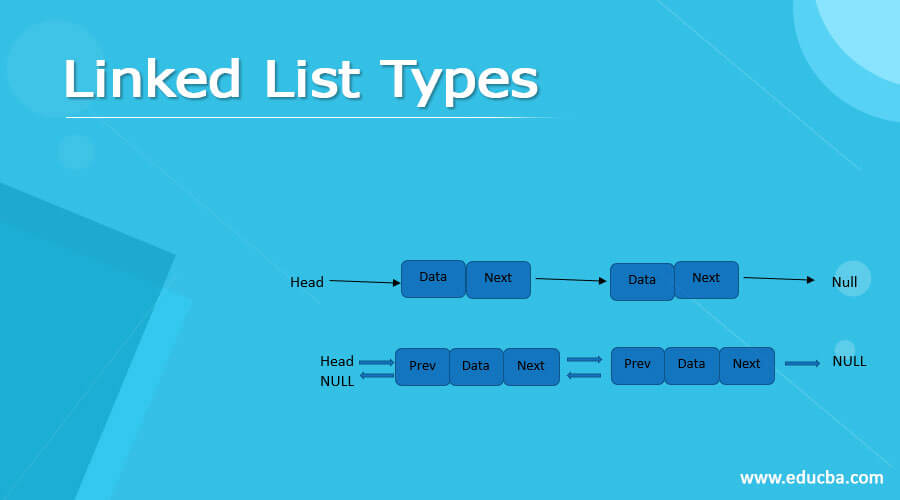 Linked List Types
Head Data Next Data Next Null
Head Prev Data Next Prev Data Next NULL
NULL
www.educba.com